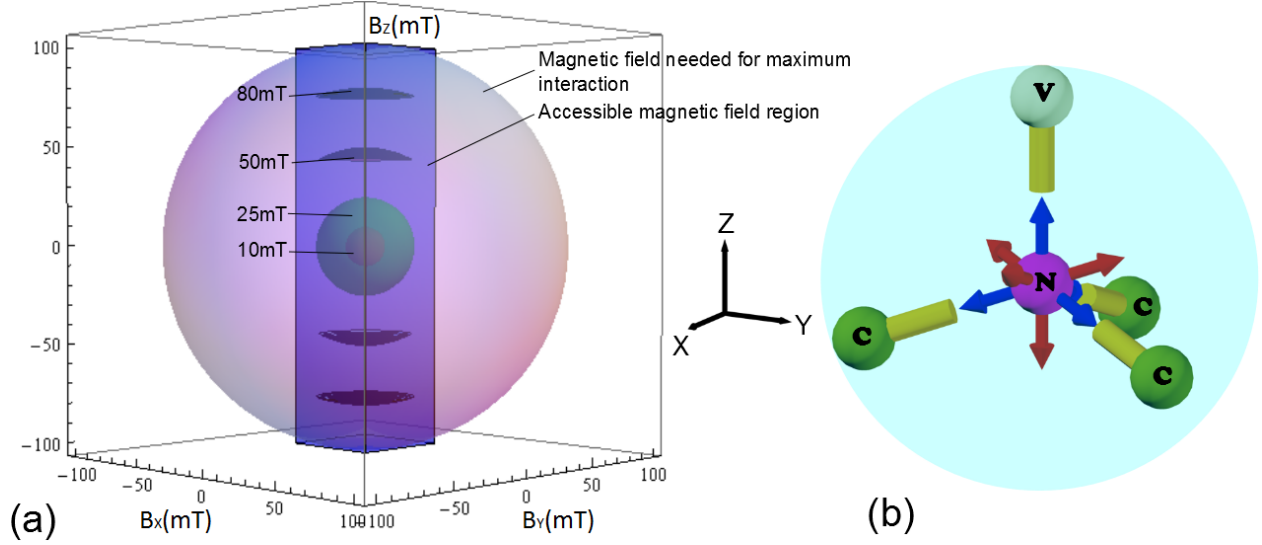 Bz(mT)
100
50
0
-50
-100
80mT
50mT
25mT
10mT
Magnetic field needed for maximum
interaction
Accessible magnetic field region
-100
-50
0
50
100
Bx(mT)
-100
-50
0
50
100
BY(mT)
(a)
Z
X
Y
V
N
C
C
C
(b)